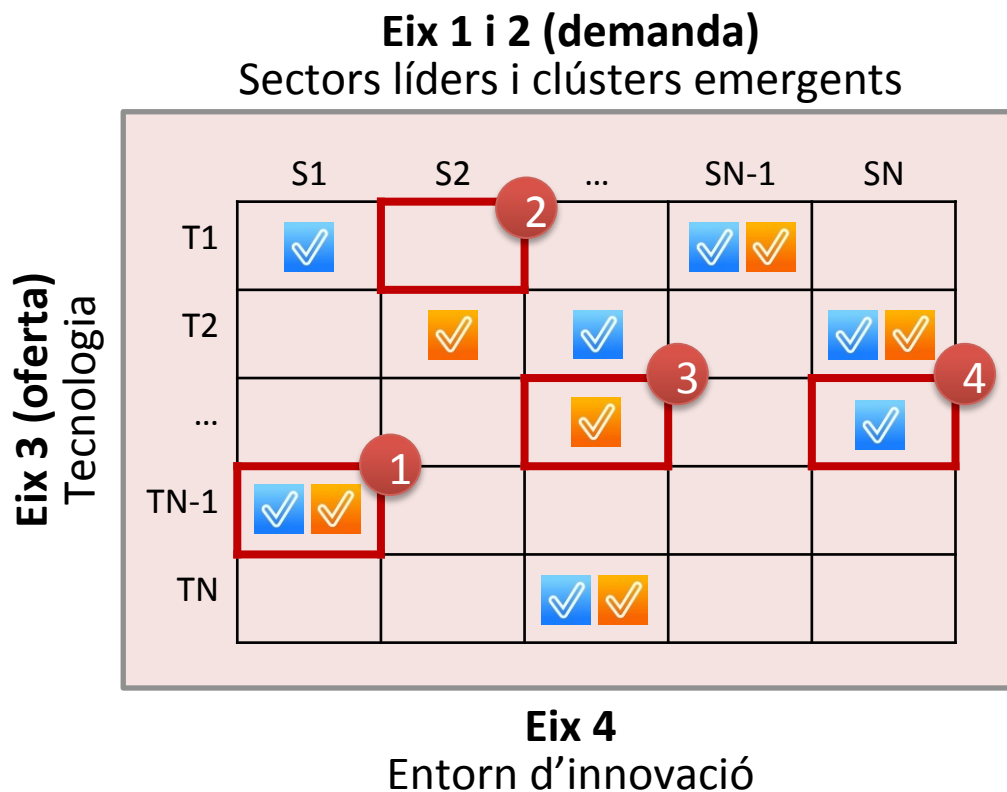 Eix 1 i 2 (demanda)
Sectors líders i clústers emergents
S1 S2 ... SN-1 SN
Eix 3 (oferta)
Tecnologia
T1
2
T2
3
4
...
1
TN-1
TN
Eix 4
Entorn d’innovació